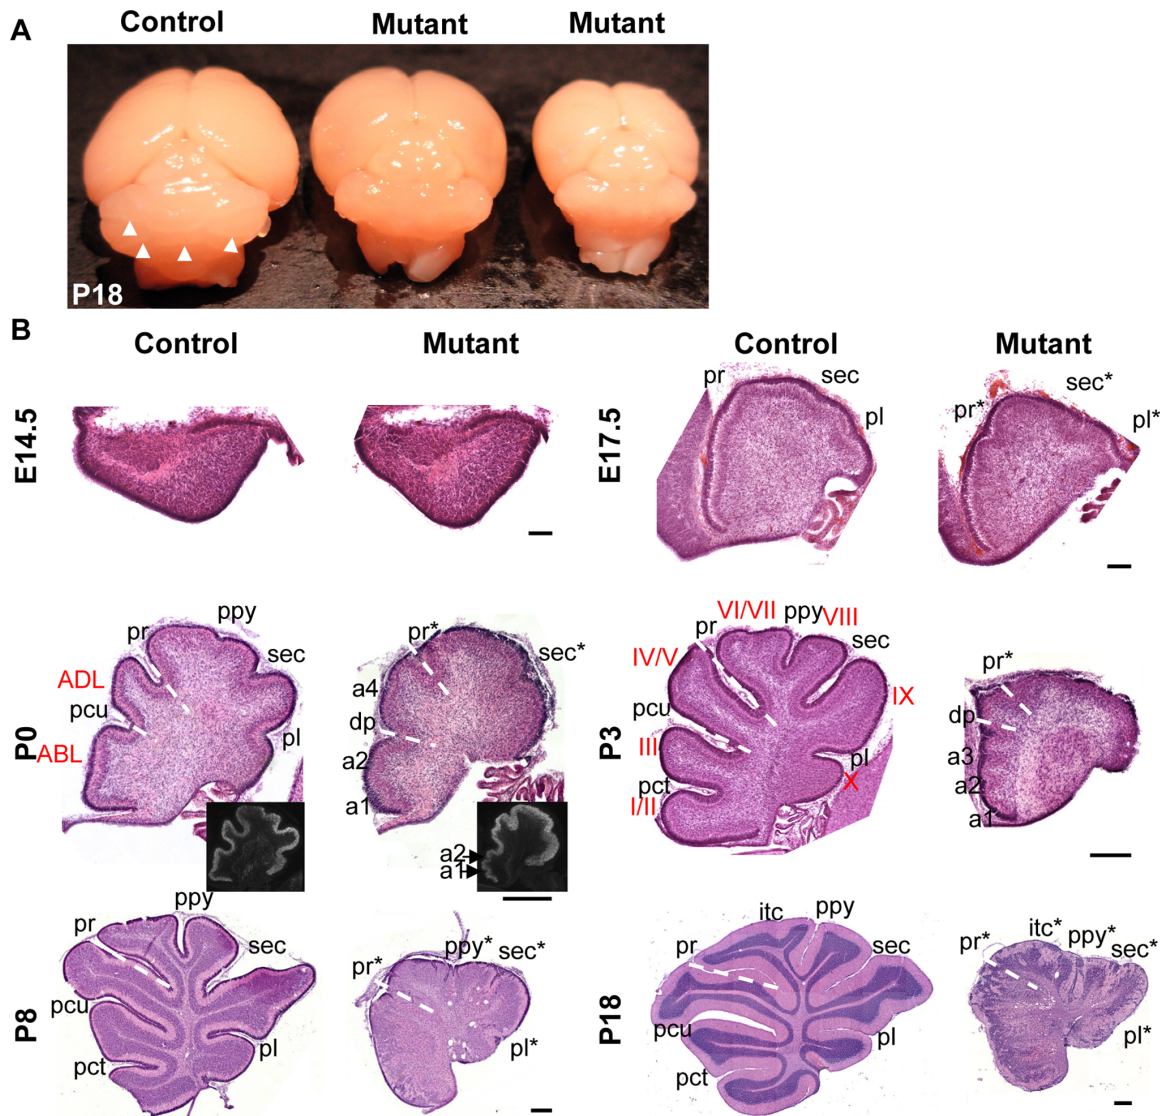 A
Control
Mutant
Mutant
P18
B
Control
Mutant
Control
Mutant
E14.5
E17.5
pr
sec
pl
pr*
sec*
pl*
P0
pr
ppy
sec
ADL
pcu
ABL
pl
pr*
sec*
a4
dp
a2
a1
a2
a1
P3
VI/VII
ppy
VIII
pr
sec
IV/V
IX
pcu
III
pl
X
pct
I/II
pr*
dp
a3
a2
a1
P8
ppy
pr
sec
pcu
pl
pct
ppy*
sec*
pr*
pl*
P18
itc
ppy
pr
sec
pcu
pl
pct
itc*
ppy*
pr*
sec*
pl*